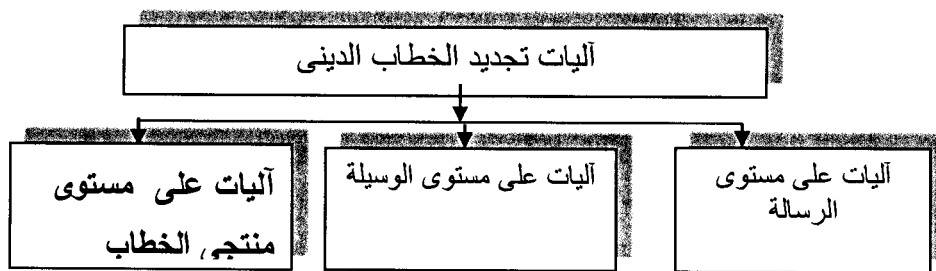 آليات تجديد الخطاب الدينى
آليات على مستوى
الرسالة
آليات على مستوى الوسيلة
آليات على مستوى
منتجى الخطاب